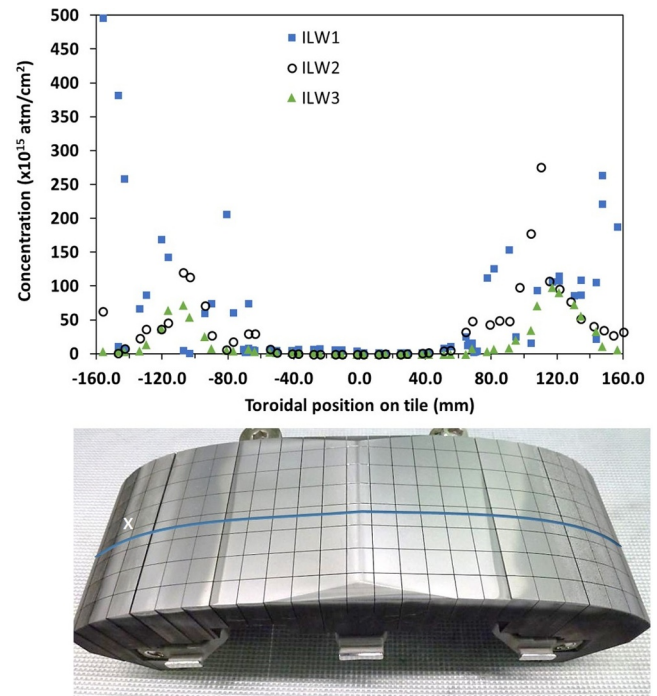 500
450
400
350
300
250
200
150
100
50
0
Concentration (x10¹⁵ atm/cm²)
ILW1
ILW2
ILW3
-160.0 -120.0 -80.0 -40.0 0.0 40.0 80.0 120.0 160.0
Toroidal position on tile (mm)
X